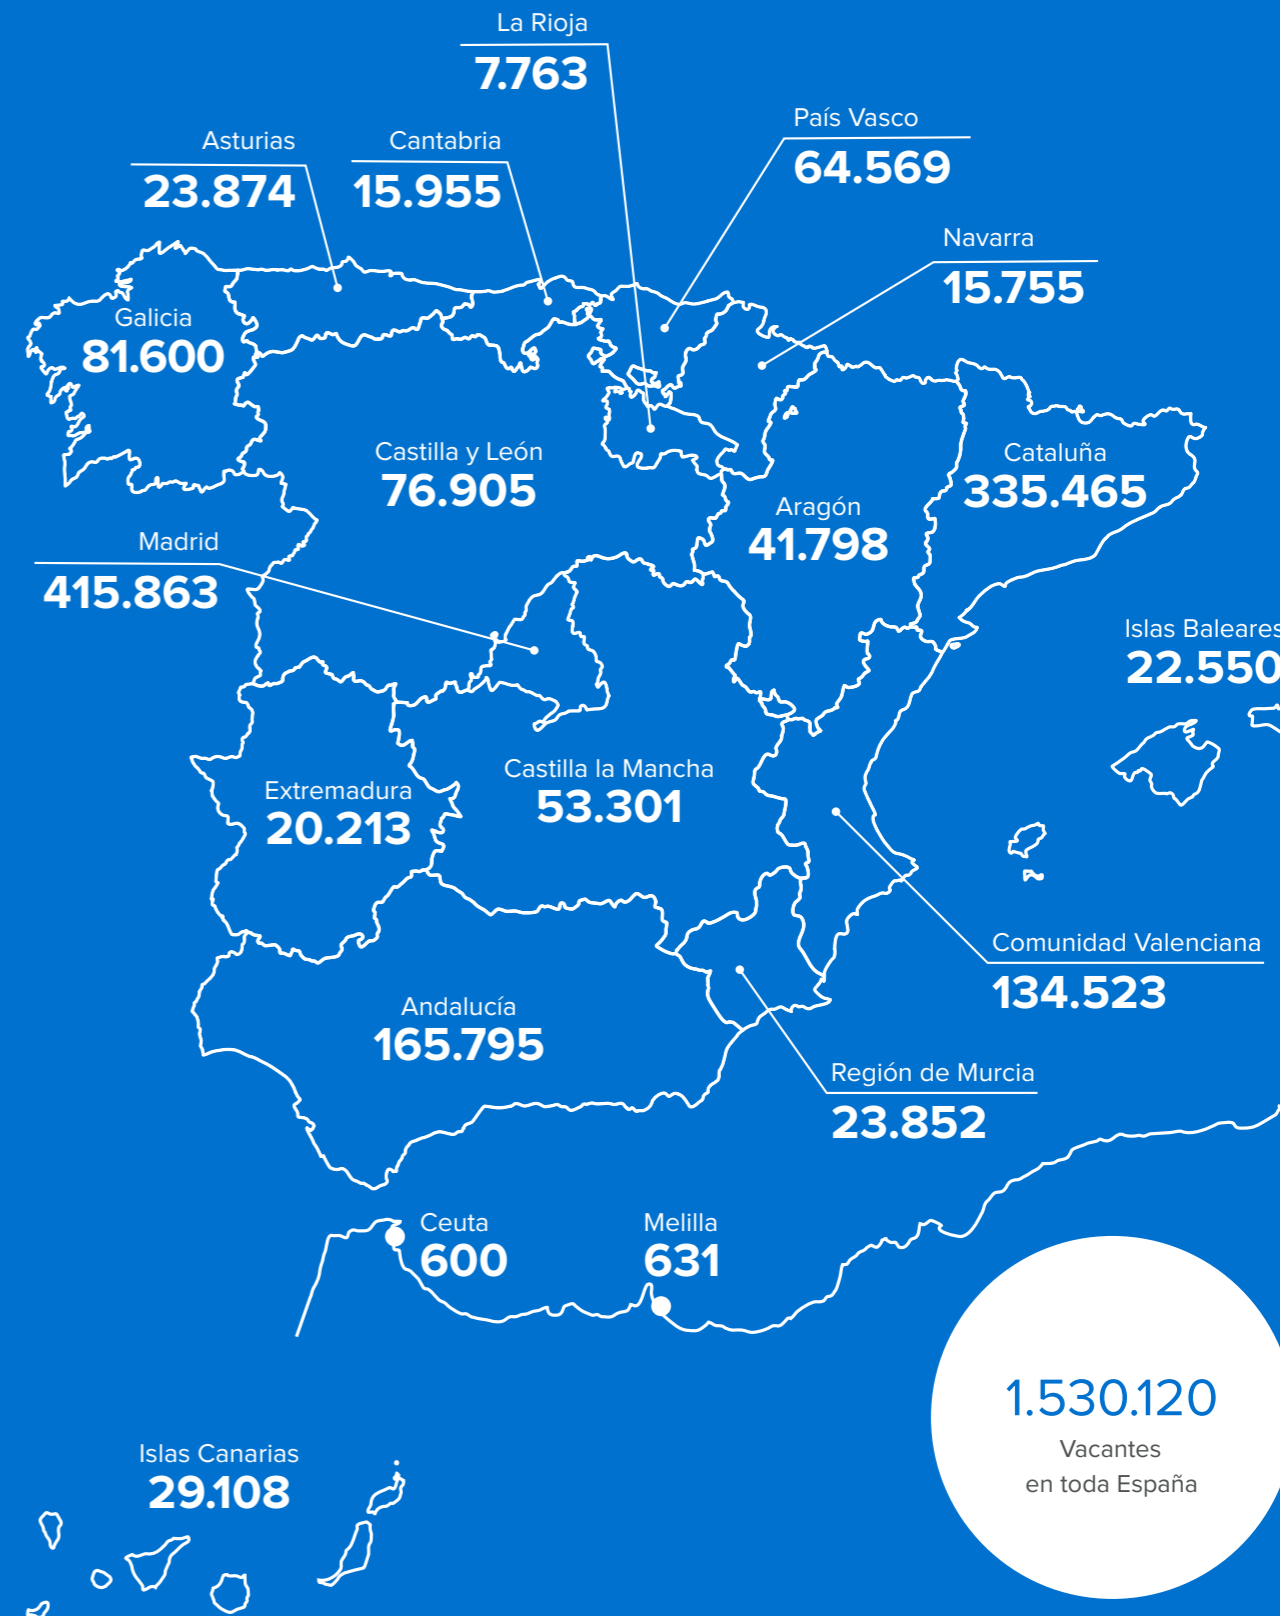 La Rioja
7.763
País Vasco
64.569
Asturias
23.874
Cantabria
15.955
Navarra
15.755
Galicia
81.600
Castilla y León
76.905
Cataluña
335.465
Aragón
41.798
Madrid
415.863
Islas Baleares
22.550
Castilla la Mancha
53.301
Extremadura
20.213
Comunidad Valenciana
134.523
Andalucía
165.795
Región de Murcia
23.852
Ceuta
600
Melilla
631
1.530.120
Vacantes
en toda España
Islas Canarias
29.108